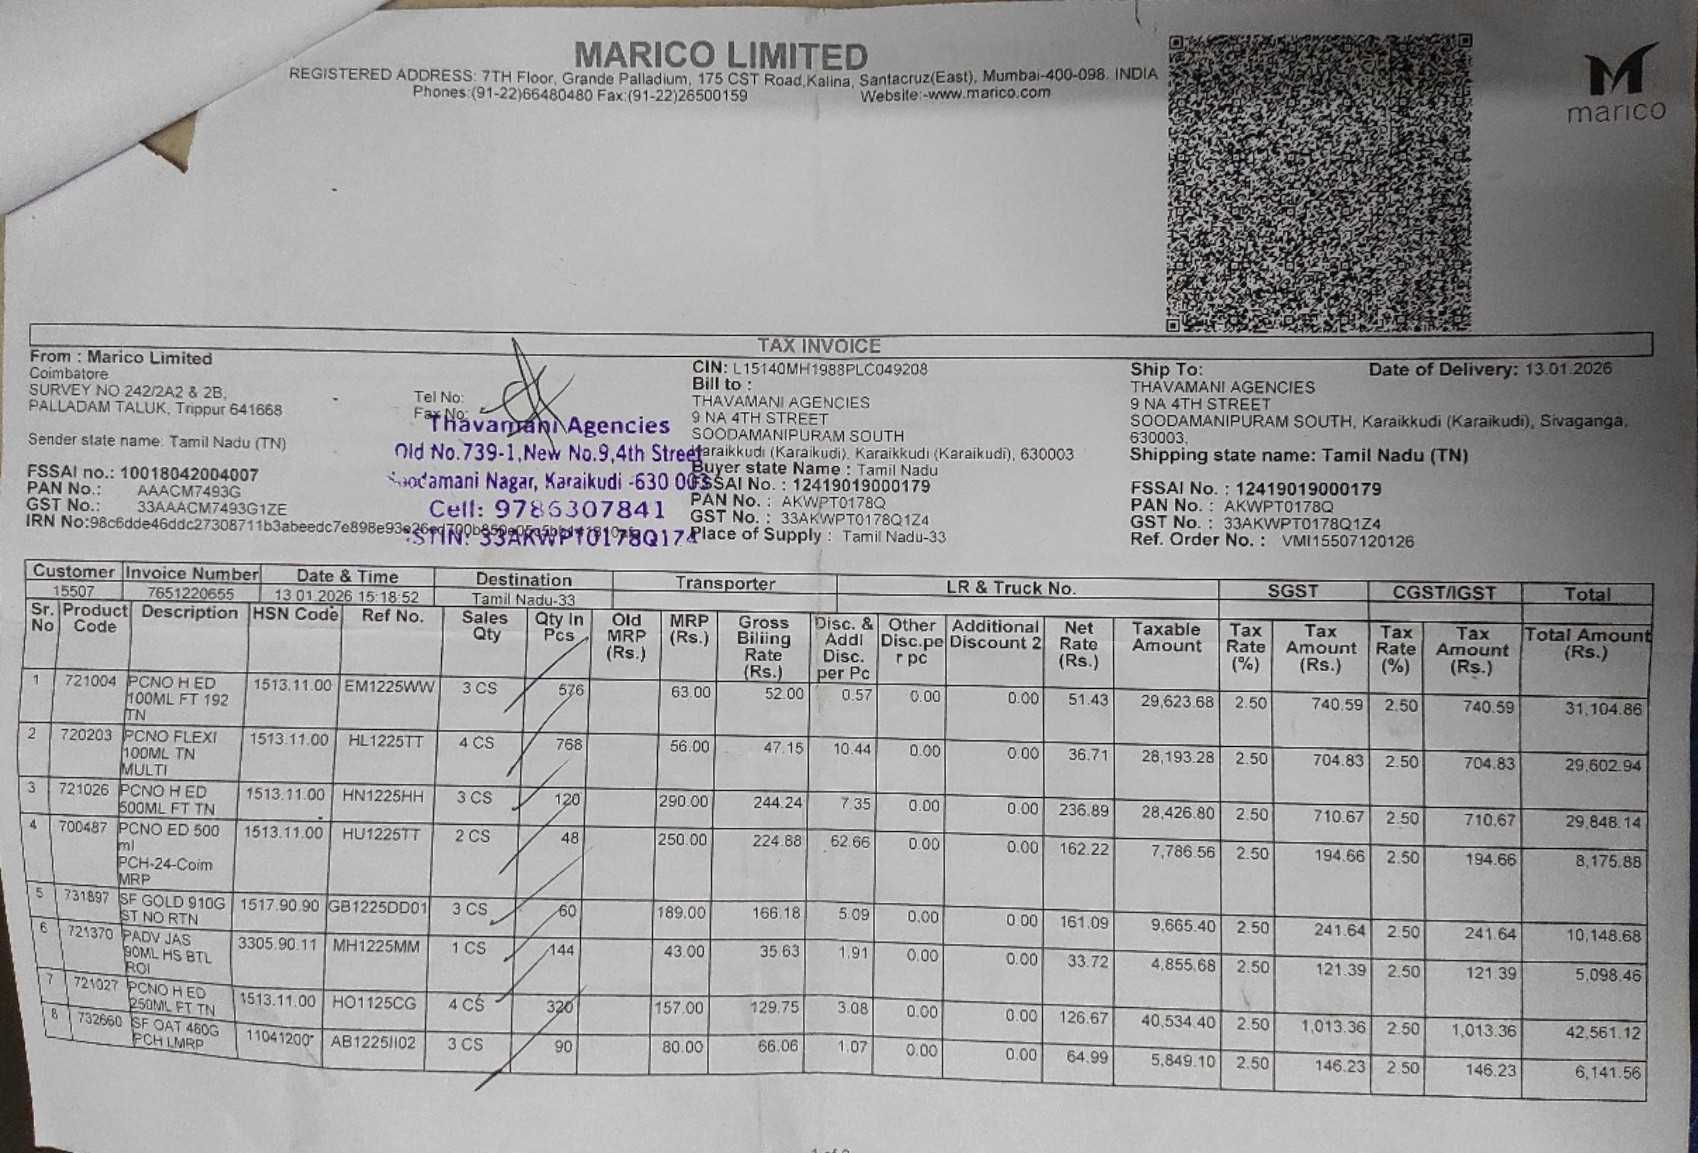 MARICO LIMITED
REGISTERED ADDRESS: 7TH Floor, Grande Palladium, 175 CST Road,Kalina, Santacruz(East), Mumbai-400-098. INDIA
Phones:(91-22)66480480 Fax:(91-22)26500159 Website:-www.marico.com
marico
TAX INVOICE
From : Marico Limited
Coimbatore
SURVEY NO 242/2A2 & 2B,
PALLADAM TALUK, Trippur 641668
Sender state name: Tamil Nadu (TN)
FSSAI no.: 10018042004007
PAN No.: AAACM7493G
GST No.: 33AAACM7493G1ZE
IRN No:98c6dde46ddc27308711b3abeedc7e898e93e26ed700b850e05a5bb
Tel No:
Fax No:
Thavamani Agencies
Old No.739-1,New No.9,4th Street
Soodamani Nagar, Karaikudi -630 003
Cell: 9786307841
STIN: 33AKWPT0178Q1Z4
CIN: L15140MH1988PLC049208
Bill to :
THAVAMANI AGENCIES
9 NA 4TH STREET
SOODAMANIPURAM SOUTH
Karaikkudi (Karaikudi), Karaikkudi (Karaikudi), 630003
Buyer state Name : Tamil Nadu
FSSAI No. : 12419019000179
PAN No. : AKWPT0178Q
GST No. : 33AKWPT0178Q1Z4
Place of Supply : Tamil Nadu-33
Ship To: Date of Delivery: 13.01.2026
THAVAMANI AGENCIES
9 NA 4TH STREET
SOODAMANIPURAM SOUTH, Karaikkudi (Karaikudi), Sivaganga,
630003,
Shipping state name: Tamil Nadu (TN)
FSSAI No. : 12419019000179
PAN No. : AKWPT0178Q
GST No. : 33AKWPT0178Q1Z4
Ref. Order No. : VMI15507120126
Customer Invoice Number Date & Time Destination Transporter LR & Truck No. SGST CGST/IGST Total
15507 7651220655 13.01.2026 15:18:52 Tamil Nadu-33
Sr. No Product Code Description HSN Code Ref No. Sales Qty Qty In Pcs Old MRP (Rs.) MRP (Rs.) Gross Biliing Rate (Rs.) Disc. & Addl Disc. per Pc Other Disc.pe r pc Additional Discount 2 Net Rate (Rs.) Taxable Amount Tax Rate (%) Tax Amount (Rs.) Tax Rate (%) Tax Amount (Rs.) Total Amount (Rs.)
1 721004 PCNO H ED 100ML FT 192 TN 1513.11.00 EM1225WW 3 CS 576 63.00 52.00 0.57 0.00 0.00 51.43 29,623.68 2.50 740.59 2.50 740.59 31,104.86
2 720203 PCNO FLEXI 100ML TN MULTI 1513.11.00 HL1225TT 4 CS 768 56.00 47.15 10.44 0.00 0.00 36.71 28,193.28 2.50 704.83 2.50 704.83 29,602.94
3 721026 PCNO H ED 500ML FT TN 1513.11.00 HN1225HH 3 CS 120 290.00 244.24 7.35 0.00 0.00 236.89 28,426.80 2.50 710.67 2.50 710.67 29,848.14
4 700487 PCNO ED 500 ml PCH-24-Coim MRP 1513.11.00 HU1225TT 2 CS 48 250.00 224.88 62.66 0.00 0.00 162.22 7,786.56 2.50 194.66 2.50 194.66 8,175.88
5 731897 SF GOLD 910G ST NO RTN 1517.90.90 GB1225DD01 3 CS 60 189.00 166.18 5.09 0.00 0.00 161.09 9,665.40 2.50 241.64 2.50 241.64 10,148.68
6 721370 PADV JAS 90ML HS BTL ROI 3305.90.11 MH1225MM 1 CS 144 43.00 35.63 1.91 0.00 0.00 33.72 4,855.68 2.50 121.39 2.50 121.39 5,098.46
7 721027 PCNO H ED 250ML FT TN 1513.11.00 HO1125CG 4 CS 320 157.00 129.75 3.08 0.00 0.00 126.67 40,534.40 2.50 1,013.36 2.50 1,013.36 42,561.12
8 732660 SF OAT 460G PCH LMRP 11041200 AB1225II02 3 CS 90 80.00 66.06 1.07 0.00 0.00 64.99 5,849.10 2.50 146.23 2.50 146.23 6,141.56